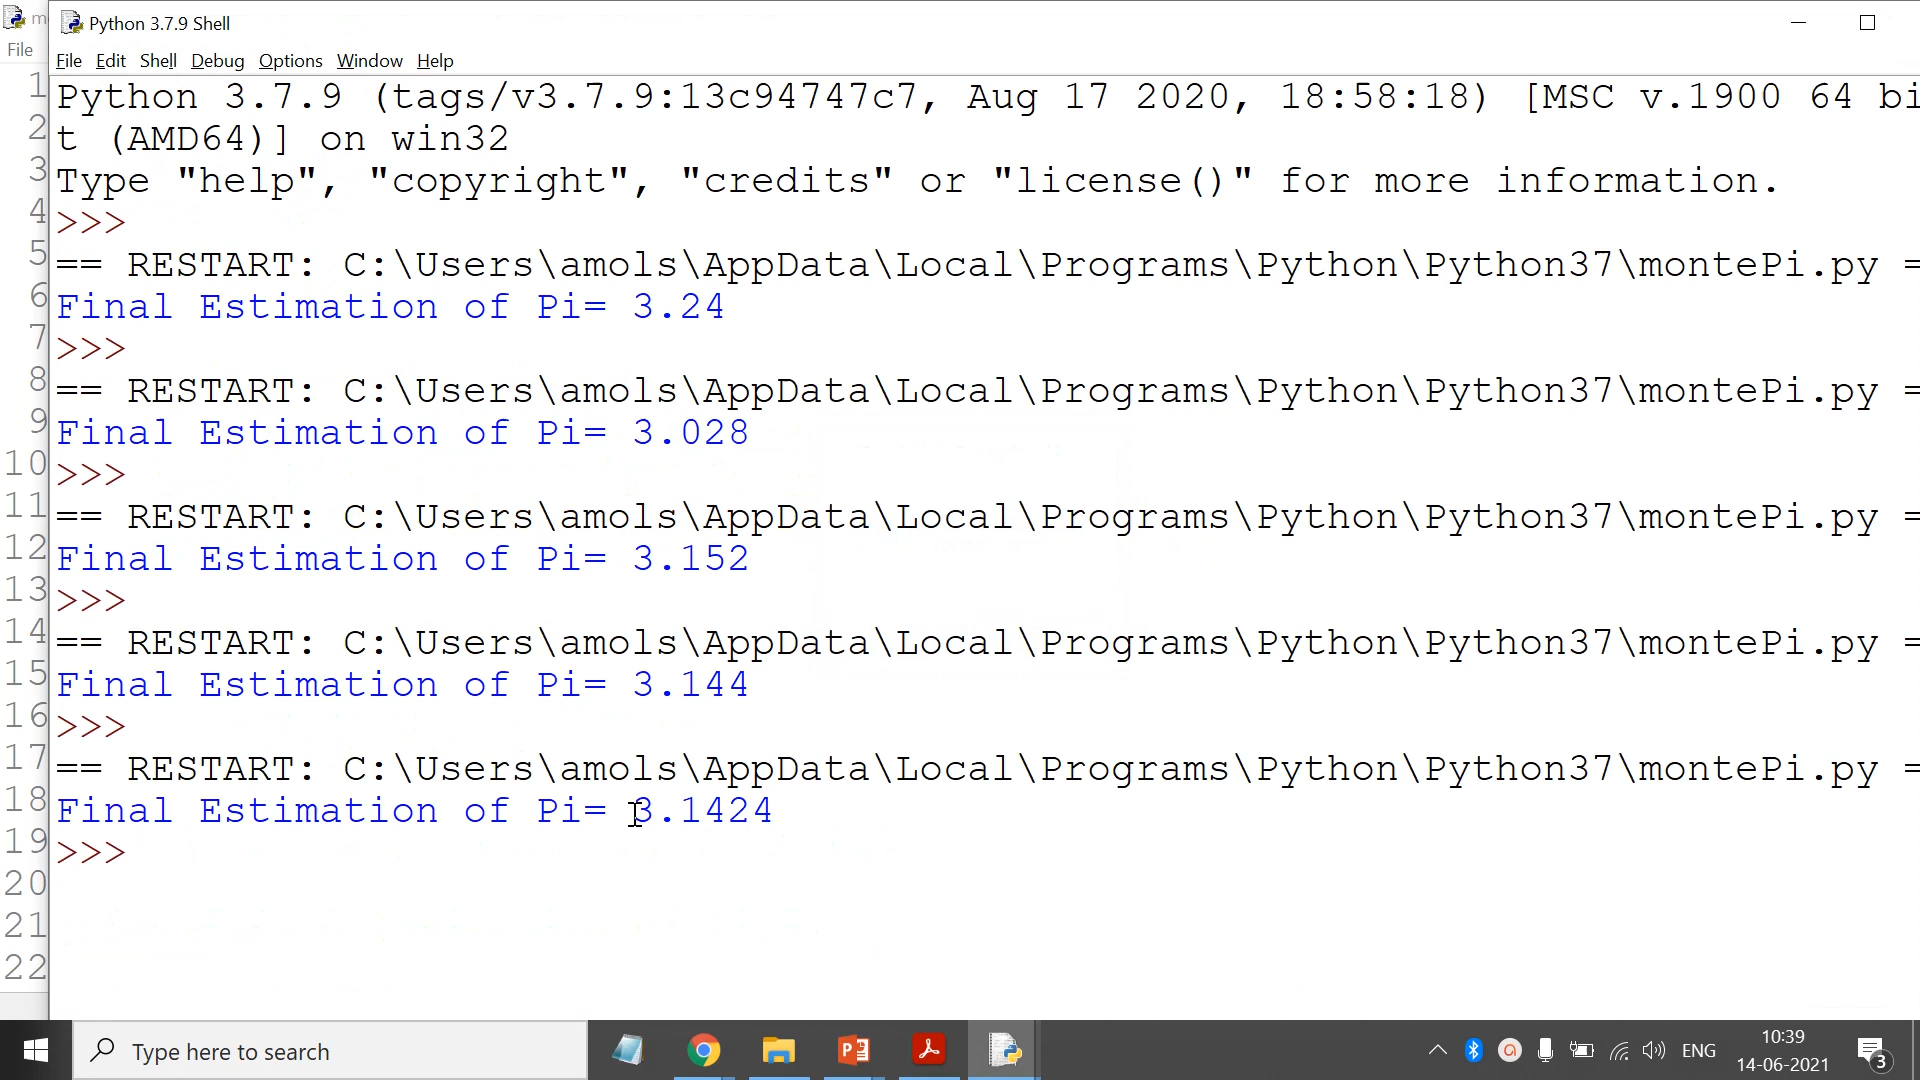 Python 3.7.9 Shell
File
File Edit Shell Debug Options Window Help
Python 3.7.9 (tags/v3.7.9:13c94747c7, Aug 17 2020, 18:58:18) [MSC v.1900 64 bi
t (AMD64)] on win32
Type "help", "copyright", "credits" or "license()" for more information.
>>>
== RESTART: C:\Users\amols\AppData\Local\Programs\Python\Python37\montePi.py =
Final Estimation of Pi= 3.24
>>>
== RESTART: C:\Users\amols\AppData\Local\Programs\Python\Python37\montePi.py =
Final Estimation of Pi= 3.028
>>>
== RESTART: C:\Users\amols\AppData\Local\Programs\Python\Python37\montePi.py =
Final Estimation of Pi= 3.152
>>>
== RESTART: C:\Users\amols\AppData\Local\Programs\Python\Python37\montePi.py =
Final Estimation of Pi= 3.144
>>>
== RESTART: C:\Users\amols\AppData\Local\Programs\Python\Python37\montePi.py =
Final Estimation of Pi= 3.1424
>>>
1
2
3
4
5
6
7
8
9
10
11
12
13
14
15
16
17
18
19
20
21
22
Type here to search
ENG
10:39
14-06-2021
3